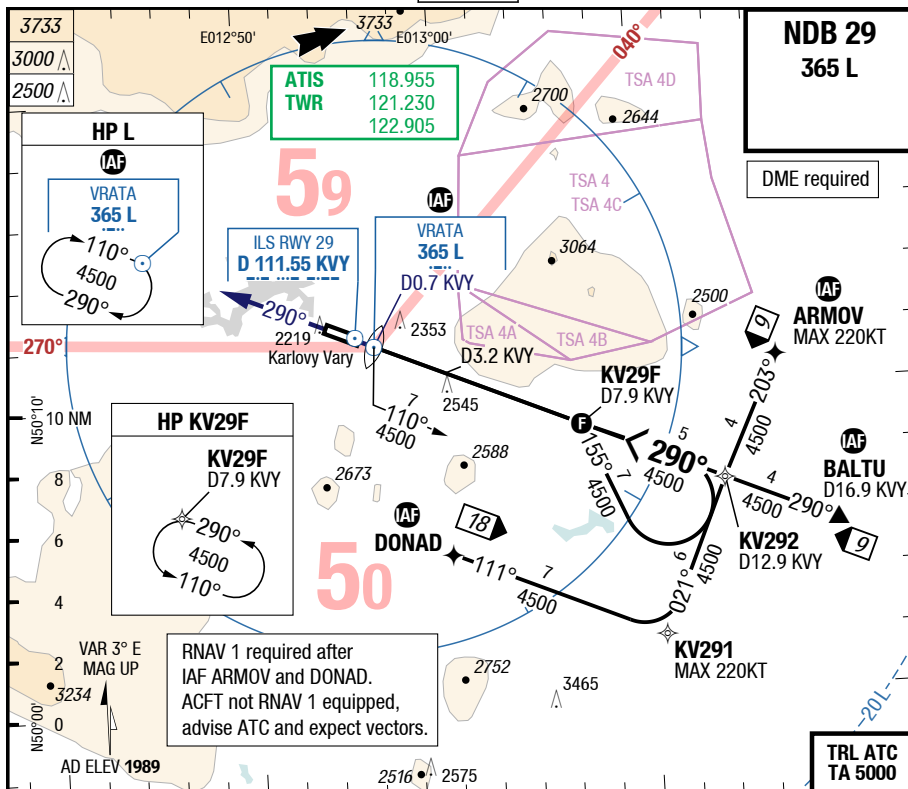 3733
3000
2500
E012°50'
3733
E013°00'
040°
NDB 29
365 L
ATIS 118.955
TWR 121.230
122.905
TSA 4D
2700
2644
DME required
HP L
IAF
VRATA
365 L
110°
4500
290°
59
IAF
VRATA
365 L
ILS RWY 29
D 111.55 KVY
D0.7 KVY
TSA 4
TSA 4C
3064
2500
IAF
ARMOV
MAX 220KT
9
290°
2219
Karlovy Vary
2353
270°
TSA 4A
TSA 4B
D3.2 KVY
KV29F
D7.9 KVY
203°
4
4500
2545
7
110°
4500
N50°10'
10 NM
8
6
4
2
0
N50°00'
F
5
290°
4500
155°
7
4500
IAF
BALTU
D16.9 KVY
4
4500
290°
9
KV292
D12.9 KVY
HP KV29F
KV29F
D7.9 KVY
290°
4500
110°
2588
2673
IAF
DONAD
18
111°
7
4500
50
6
021°
4500
KV291
MAX 220KT
VAR 3° E
MAG UP
3234
AD ELEV 1989
RNAV 1 required after
IAF ARMOV and DONAD.
ACFT not RNAV 1 equipped,
advise ATC and expect vectors.
2752
3465
2516
2575
20L
TRL ATC
TA 5000